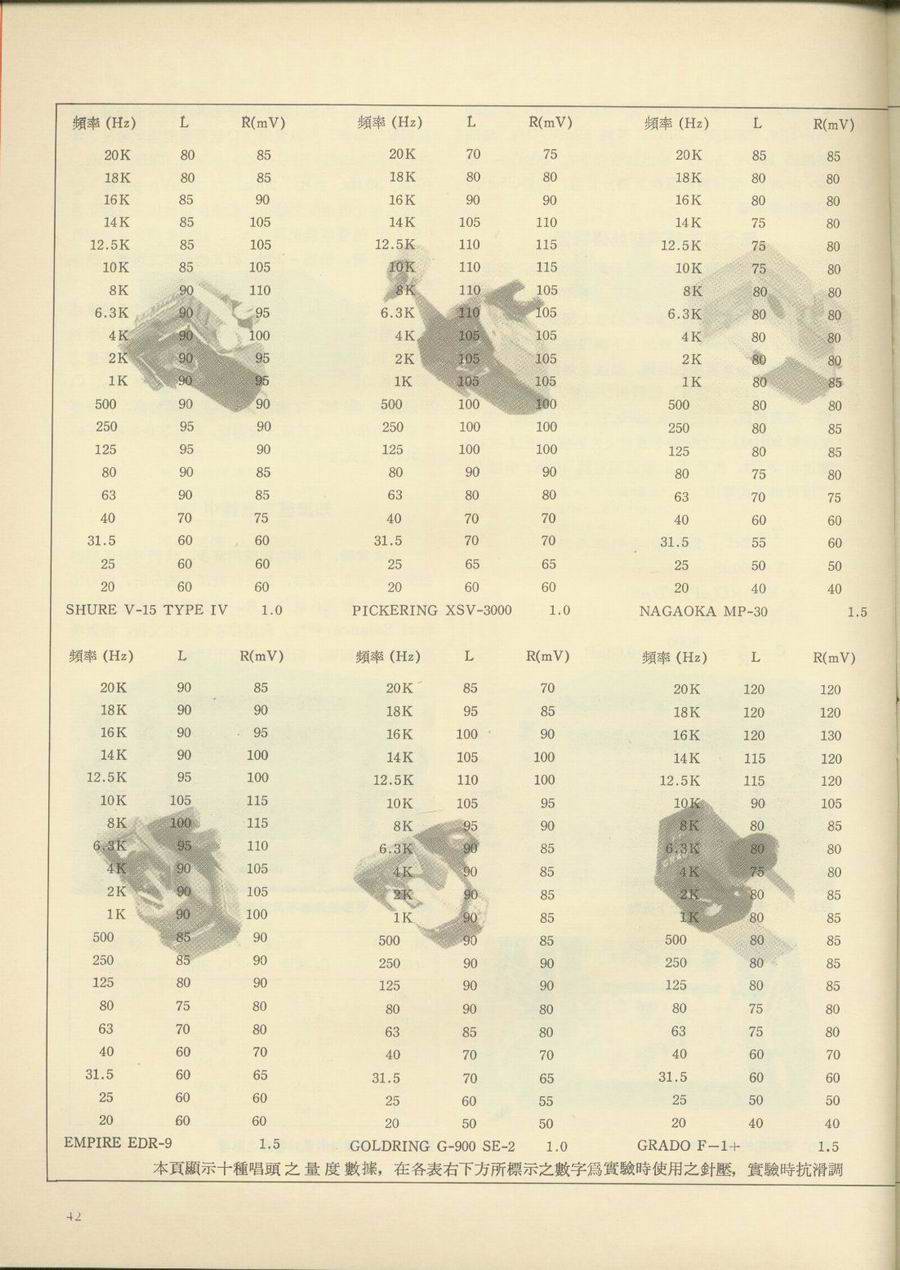 頻率 (Hz) L R(mV) 頻率 (Hz) L R(mV) 頻率 (Hz) L R(mV)
20K 80 85 20K 70 75 20K 85 85
18K 80 85 18K 80 80 18K 80 80
16K 85 90 16K 90 90 16K 80 80
14K 85 105 14K 105 110 14K 75 80
12.5K 85 105 12.5K 110 115 12.5K 75 80
10K 85 105 10K 110 115 10K 75 80
8K 90 110 8K 110 105 8K 80 80
6.3K 90 95 6.3K 110 105 6.3K 80 80
4K 90 100 4K 105 105 4K 80 80
2K 90 95 2K 105 105 2K 80 80
1K 90 95 1K 105 105 1K 80 85
500 90 90 500 100 100 500 80 80
250 95 90 250 100 100 250 80 85
125 95 90 125 100 100 125 80 85
80 90 85 80 90 90 80 75 80
63 90 85 63 80 80 63 70 75
40 70 75 40 70 70 40 60 60
31.5 60 60 31.5 70 70 31.5 55 60
25 60 60 25 65 65 25 50 50
20 60 60 20 60 60 20 40 40
SHURE V-15 TYPE IV 1.0 PICKERING XSV-3000 1.0 NAGAOKA MP-30 1.5
頻率 (Hz) L R(mV) 頻率 (Hz) L R(mV) 頻率 (Hz) L R(mV)
20K 90 85 20K 85 70 20K 120 120
18K 90 90 18K 95 85 18K 120 120
16K 90 95 16K 100 90 16K 120 130
14K 90 100 14K 105 100 14K 115 120
12.5K 95 100 12.5K 110 100 12.5K 115 120
10K 105 115 10K 105 95 10K 90 105
8K 100 115 8K 95 90 8K 80 85
6.3K 95 110 6.3K 90 85 6.3K 80 80
4K 90 105 4K 90 85 4K 75 80
2K 90 105 2K 90 85 2K 80 85
1K 90 100 1K 90 85 1K 80 85
500 85 90 500 90 85 500 80 85
250 85 90 250 90 90 250 80 85
125 80 90 125 90 90 125 80 85
80 75 80 80 90 80 80 75 80
63 70 80 63 85 80 63 75 80
40 60 70 40 70 70 40 60 70
31.5 60 65 31.5 70 65 31.5 60 60
25 60 60 25 60 55 25 50 50
20 60 60 20 50 50 20 40 40
EMPIRE EDR-9 1.5 GOLDRING G-900 SE-2 1.0 GRADO F-1+ 1.5
本頁顯示十種唱頭之量度數據，在各表右下方所標示之數字爲實驗時使用之針壓，實驗時抗滑調
42